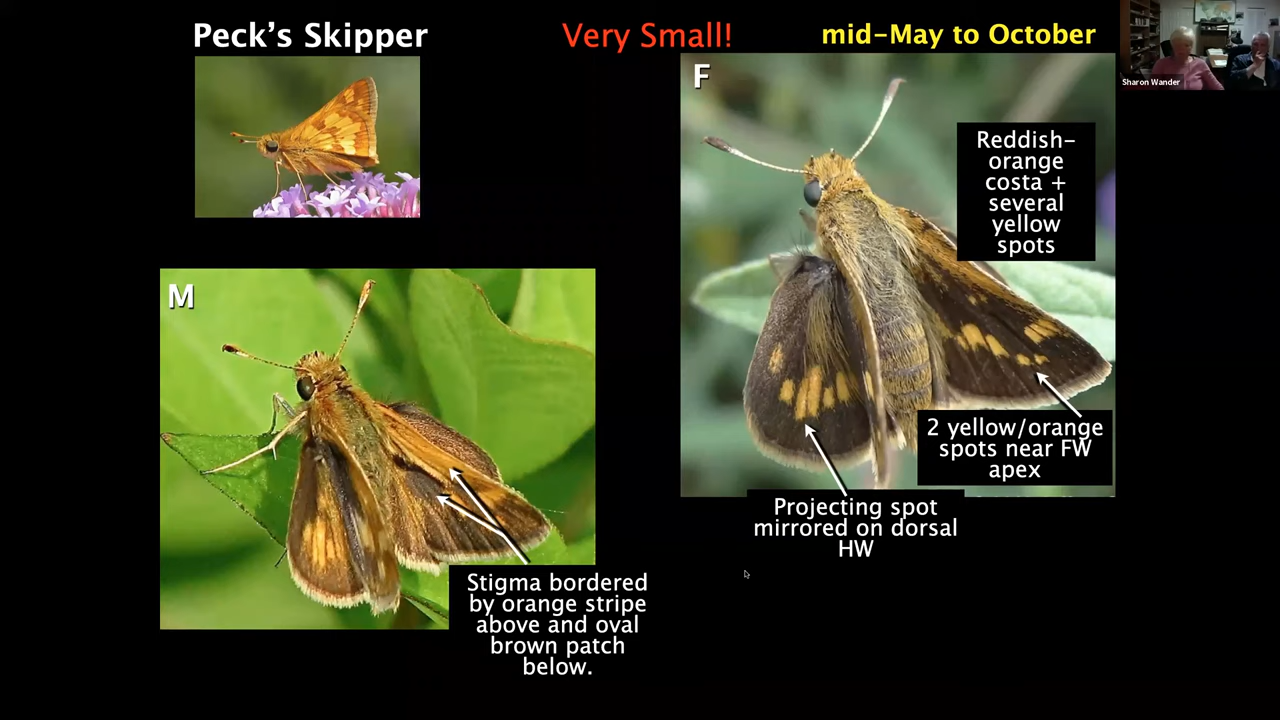 Peck's Skipper
Very Small!
mid-May to October
Sharon Wander
F
Reddish-
orange
costa +
several
yellow
spots
M
2 yellow/orange
spots near FW
apex
Projecting spot
mirrored on dorsal
HW
Stigma bordered
by orange stripe
above and oval
brown patch
below.